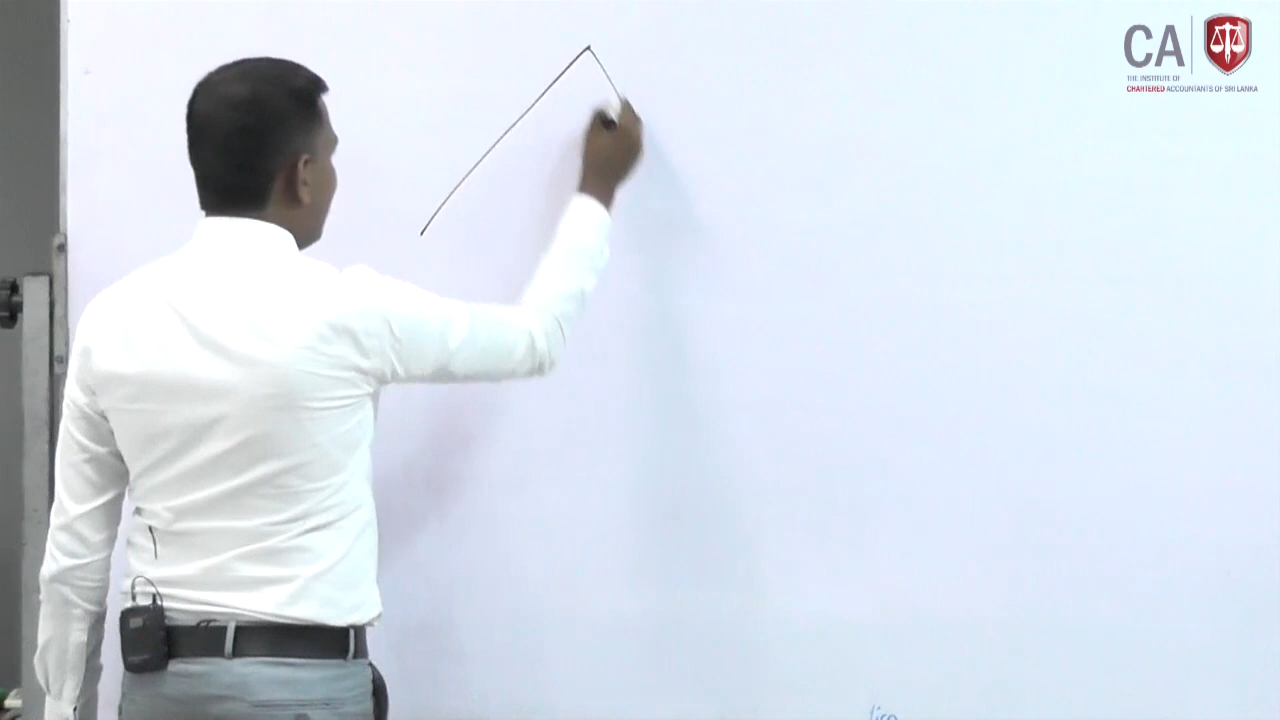 CA
THE INSTITUTE OF
CHARTERED ACCOUNTANTS OF SRI LANKA